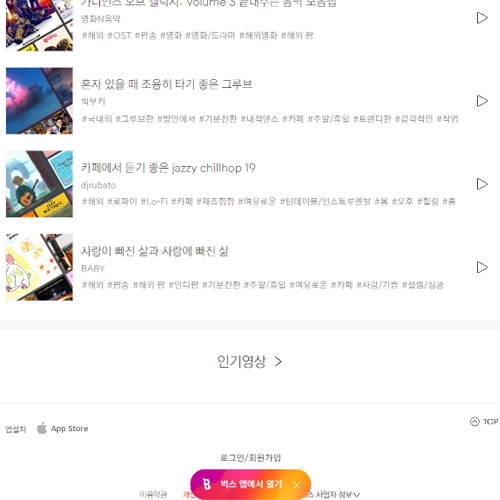 가디언즈 오브 갤럭시: Volume 3 끝내주는 음악 모음집
영화N음악
#해외 #OST #팝송 #영화 #영화/드라마 #해외영화 #해외 팝
혼자 있을 때 조용히 타기 좋은 그루브
빅부키
#국내외 #그루브한 #방안에서 #기분전환 #내적댄스 #카페 #주말/휴일 #트렌디한 #감각적인 #작업
카페에서 듣기 좋은 jazzy chillhop 19
djrubato
#해외 #로파이 #Lo-Fi #카페 #재즈힙합 #여유로운 #턴테이블/인스트루멘탈 #봄 #오후 #힐링 #홈
사랑이 빠진 삶과 사랑에 빠진 삶
BABY
#해외 #팝송 #해외 팝 #인디팝 #기분전환 #주말/휴일 #여유로운 #카페 #사랑/기쁨 #설렘/심쿵
인기영상
앱설치 App Store
TOP
로그인/회원가입
벅스 앱에서 열기
이용약관 벅스 사업자 정보